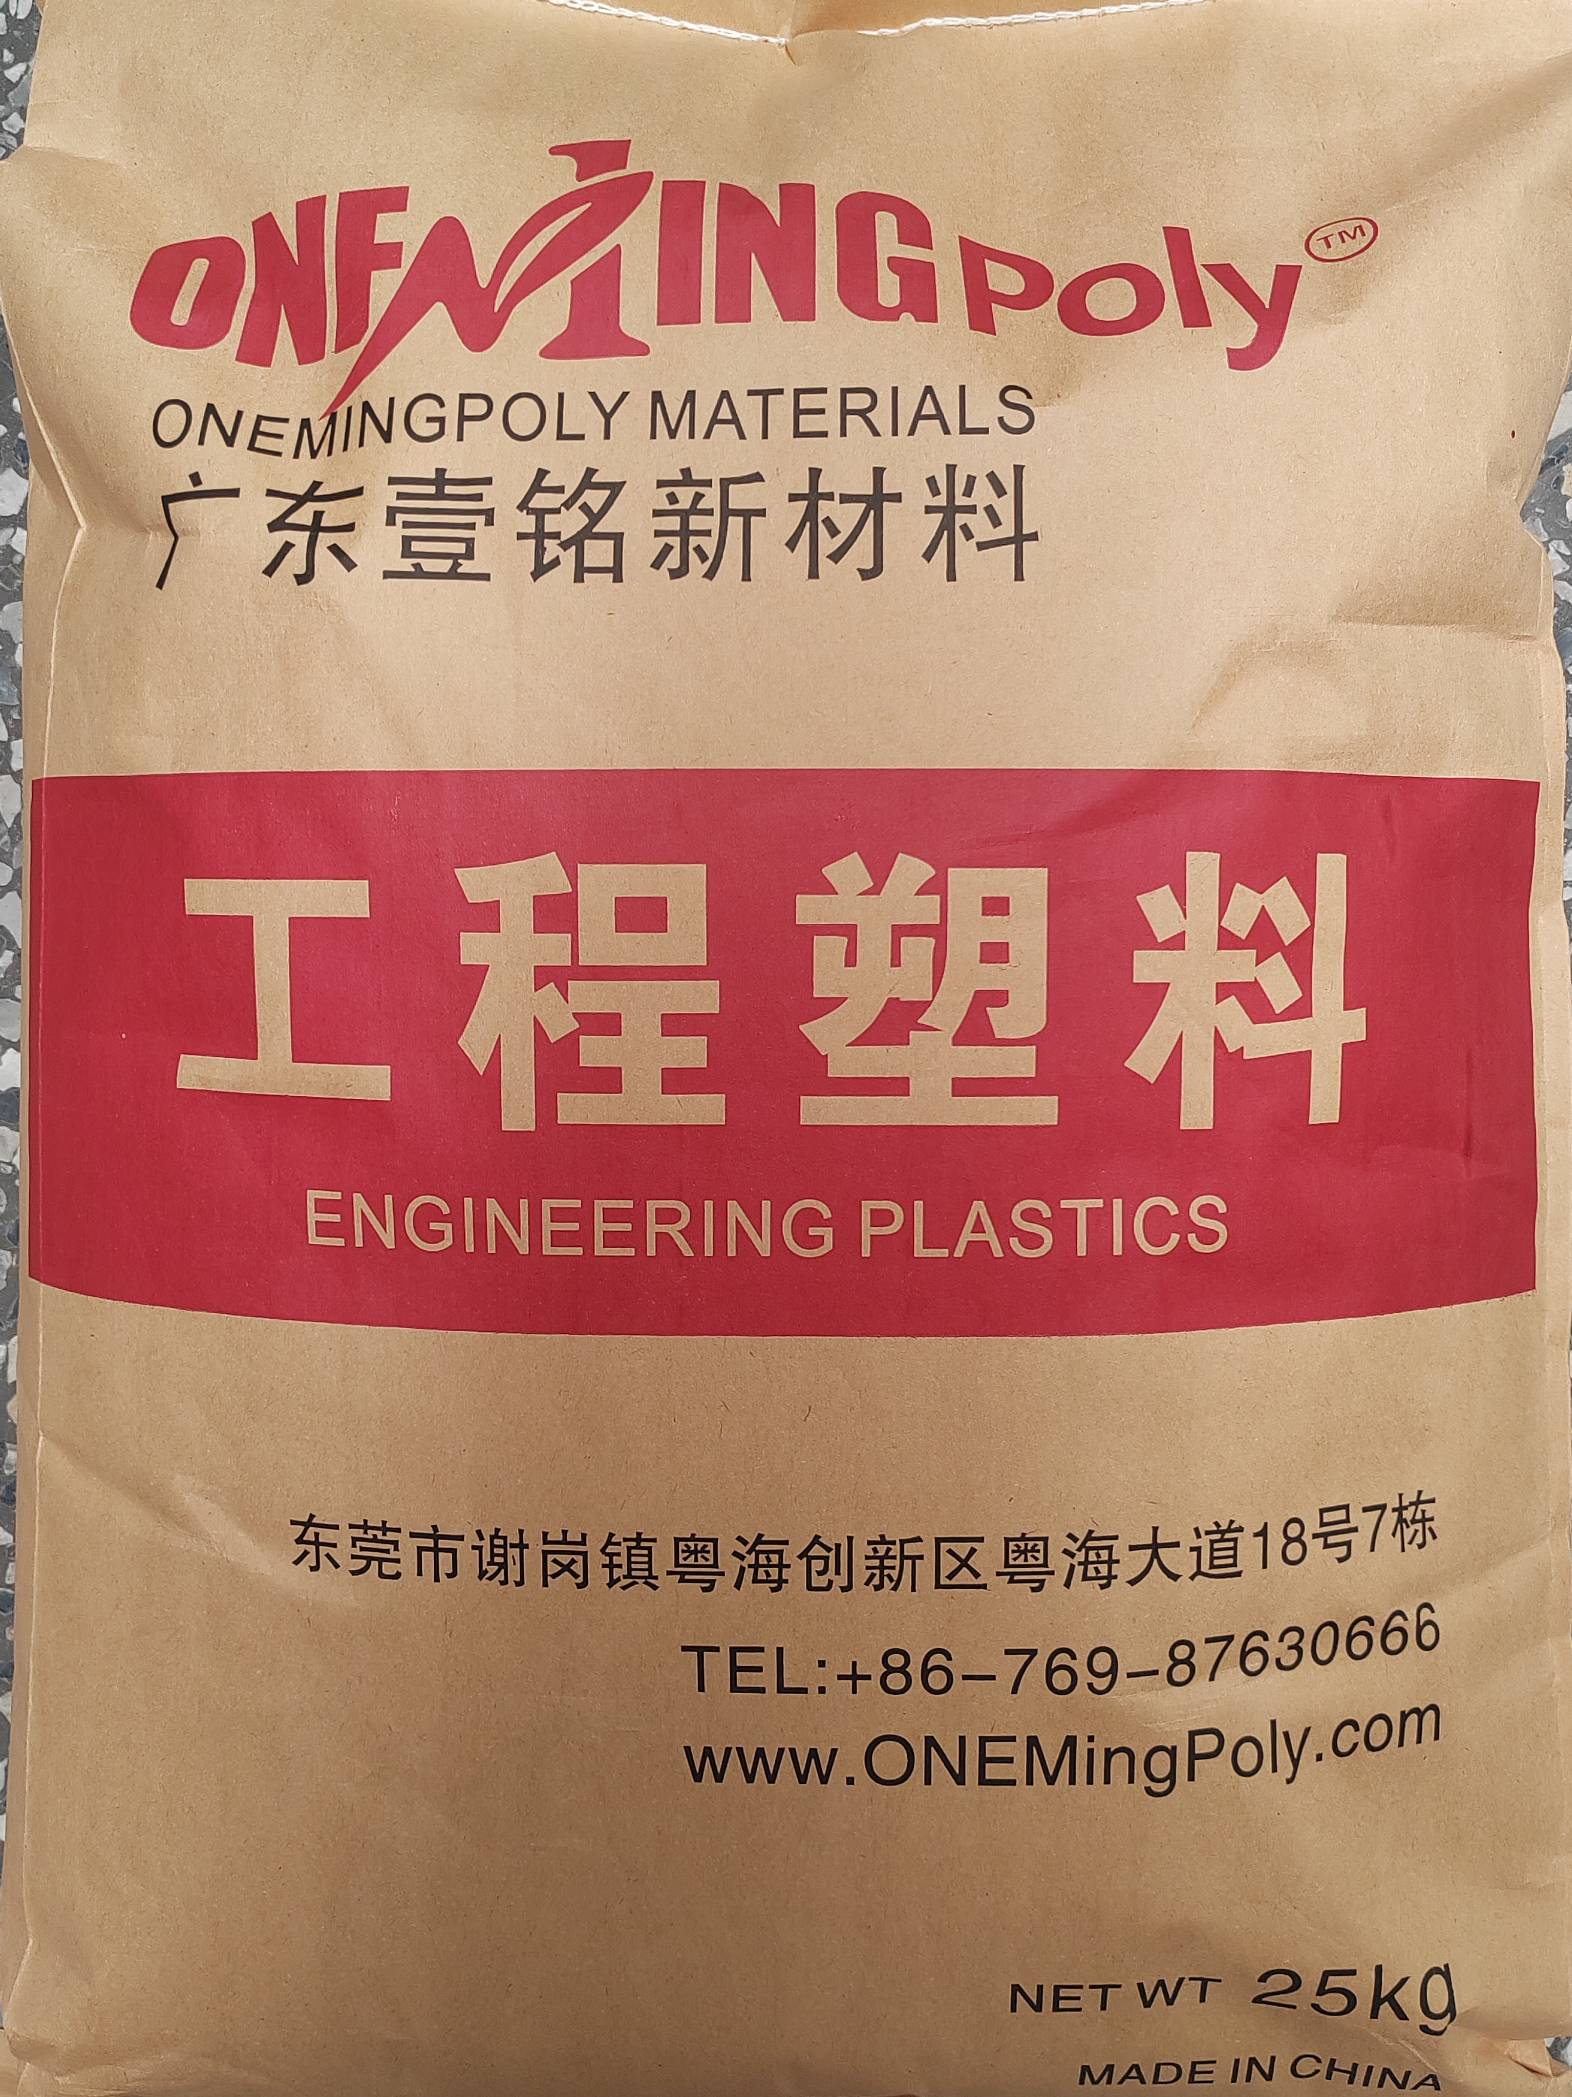 ONEMINGPoly TM
ONEMINGPOLY MATERIALS
广东壹铭新材料
工程塑料
ENGINEERING PLASTICS
东莞市谢岗镇粤海创新区粤海大道18号7栋
TEL:+86-769-87630666
www.ONEMingPoly.com
NET WT 25kg
MADE IN CHINA